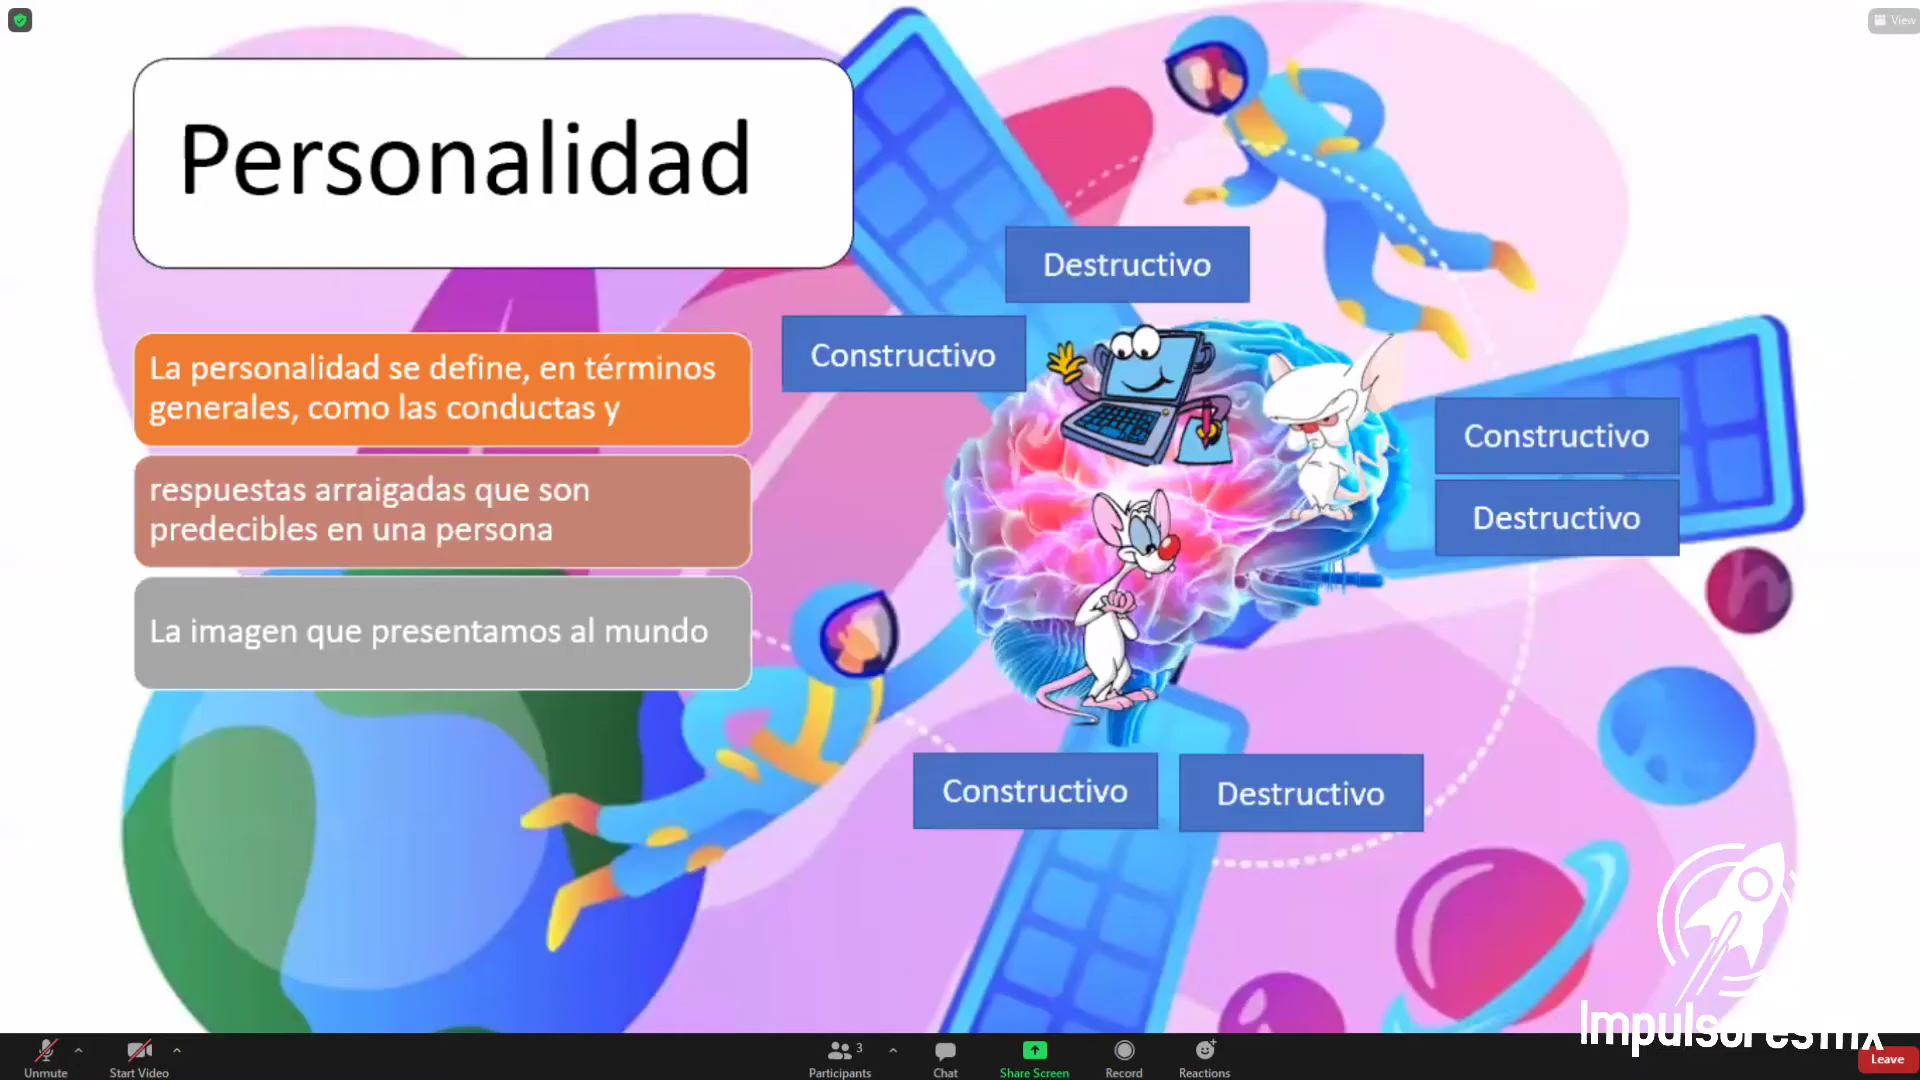 View
Personalidad
La personalidad se define, en términos
generales, como las conductas y
respuestas arraigadas que son
predecibles en una persona
La imagen que presentamos al mundo
Destructivo
Constructivo
Constructivo
Destructivo
Constructivo
Destructivo
Impulsoresmx
Unmute
Start Video
3
Participants
Chat
Share Screen
Record
Reactions
Leave